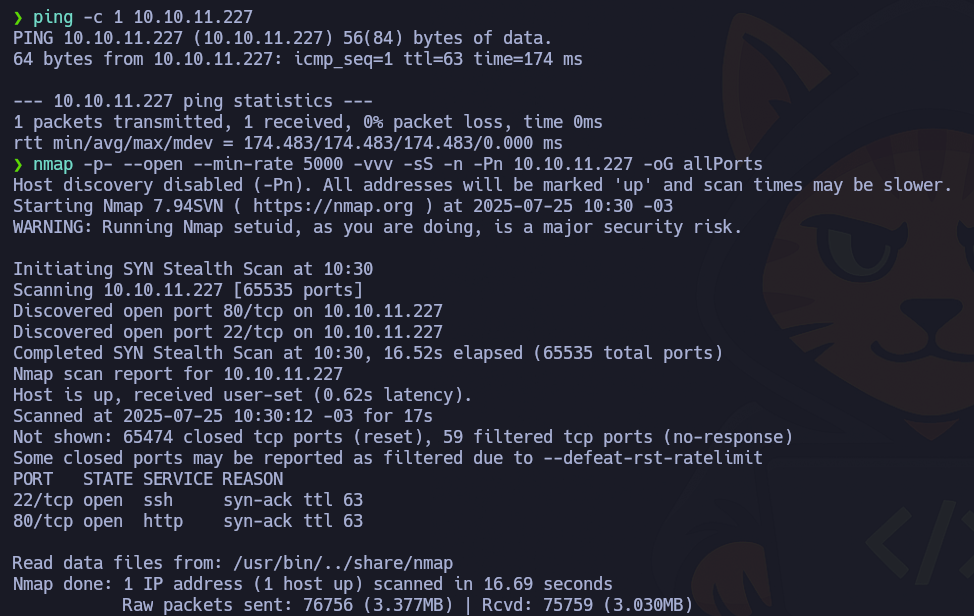 ❯ ping -c 1 10.10.11.227
PING 10.10.11.227 (10.10.11.227) 56(84) bytes of data.
64 bytes from 10.10.11.227: icmp_seq=1 ttl=63 time=174 ms
--- 10.10.11.227 ping statistics ---
1 packets transmitted, 1 received, 0% packet loss, time 0ms
rtt min/avg/max/mdev = 174.483/174.483/174.483/0.000 ms
❯ nmap -p- --open --min-rate 5000 -vvv -sS -n -Pn 10.10.11.227 -oG allPorts
Host discovery disabled (-Pn). All addresses will be marked 'up' and scan times may be slower.
Starting Nmap 7.94SVN ( https://nmap.org ) at 2025-07-25 10:30 -03
WARNING: Running Nmap setuid, as you are doing, is a major security risk.
Initiating SYN Stealth Scan at 10:30
Scanning 10.10.11.227 [65535 ports]
Discovered open port 80/tcp on 10.10.11.227
Discovered open port 22/tcp on 10.10.11.227
Completed SYN Stealth Scan at 10:30, 16.52s elapsed (65535 total ports)
Nmap scan report for 10.10.11.227
Host is up, received user-set (0.62s latency).
Scanned at 2025-07-25 10:30:12 -03 for 17s
Not shown: 65474 closed tcp ports (reset), 59 filtered tcp ports (no-response)
Some closed ports may be reported as filtered due to --defeat-rst-ratelimit
PORT   STATE SERVICE REASON
22/tcp open  ssh     syn-ack ttl 63
80/tcp open  http    syn-ack ttl 63
Read data files from: /usr/bin/../share/nmap
Nmap done: 1 IP address (1 host up) scanned in 16.69 seconds
           Raw packets sent: 76756 (3.377MB) | Rcvd: 75759 (3.030MB)